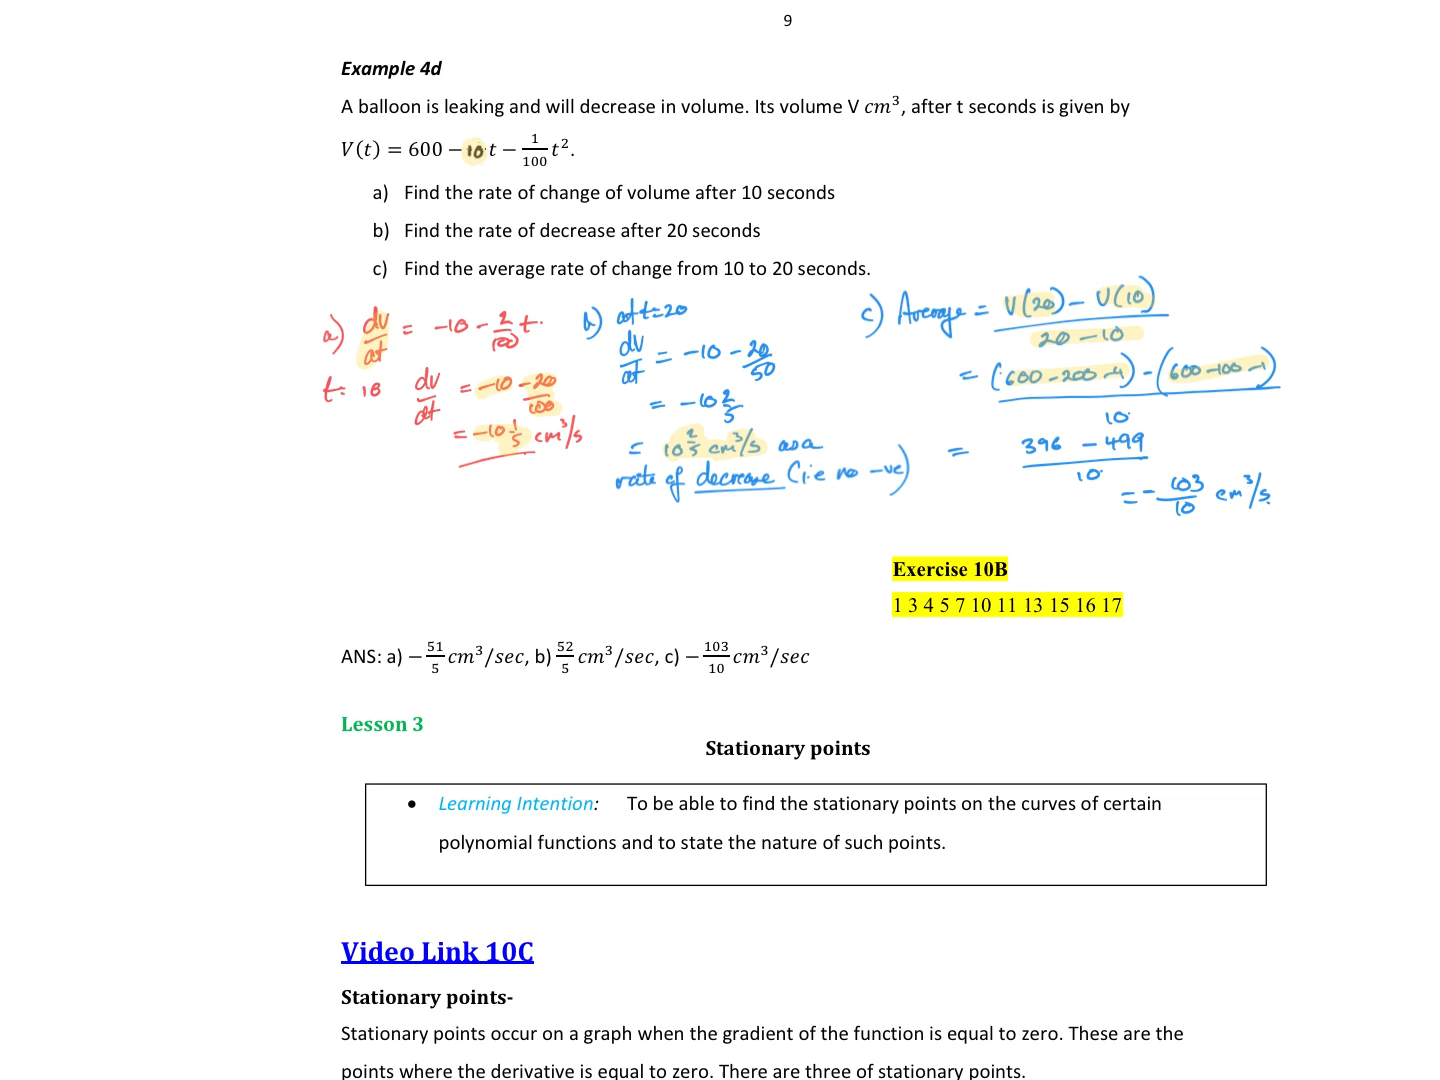 9
Example 4d
A balloon is leaking and will decrease in volume. Its volume V cm³, after t seconds is given by
V(t) = 600 − 10 t − 1/100 t².
a) Find the rate of change of volume after 10 seconds
b) Find the rate of decrease after 20 seconds
c) Find the average rate of change from 10 to 20 seconds.
a) dv/dt = -10 - 2/100 t.
t = 10 dv/dt = -10 - 20/100
= -10 1/5 cm³/s
b) at t=20
dv/dt = -10 - 20/50
= -10 2/5
= 10 2/5 cm³/s as a
rate of decrease (i.e no -ve)
c) Average = V(20) - V(10) / 20 - 10
= (600 - 200 - 4) - (600 - 100 - 1) / 10
= 396 - 499 / 10
= - 103/10 cm³/s.
Exercise 10B
1 3 4 5 7 10 11 13 15 16 17
ANS: a) − 51/5 cm³/sec, b) 52/5 cm³/sec, c) − 103/10 cm³/sec
Lesson 3
Stationary points
• Learning Intention: To be able to find the stationary points on the curves of certain
polynomial functions and to state the nature of such points.
Video Link 10C
Stationary points-
Stationary points occur on a graph when the gradient of the function is equal to zero. These are the
points where the derivative is equal to zero. There are three of stationary points.